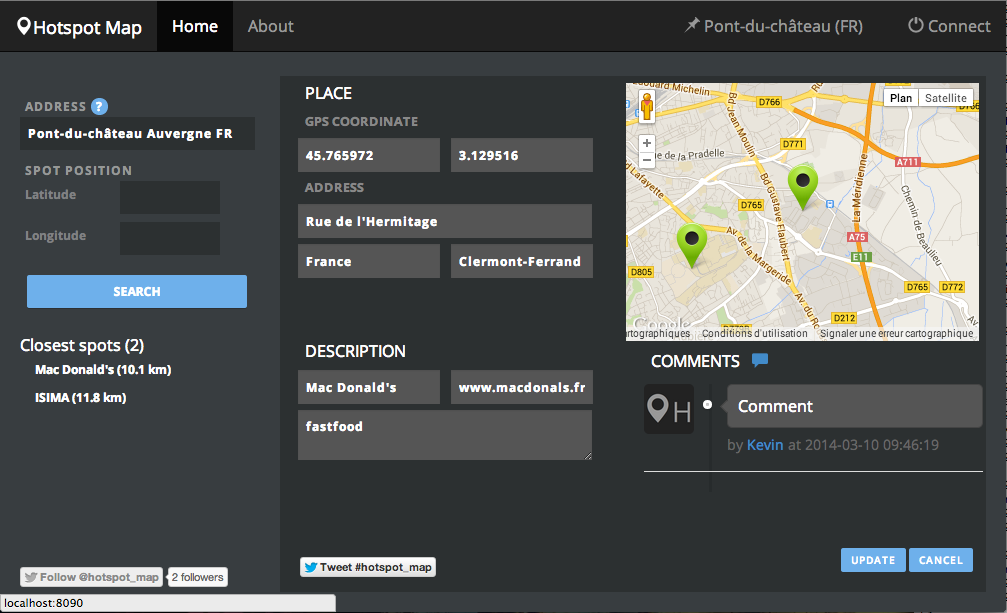 Hotspot Map Home About Pont-du-château (FR) Connect
ADDRESS ?
Pont-du-château Auvergne FR
SPOT POSITION
Latitude
Longitude
SEARCH
Closest spots (2)
Mac Donald's (10.1 km)
ISIMA (11.8 km)
Follow @hotspot_map 2 followers
localhost:8090
PLACE
GPS COORDINATE
45.765972 3.129516
ADDRESS
Rue de l'Hermitage
France Clermont-Ferrand
DESCRIPTION
Mac Donald's www.macdonals.fr
fastfood
Tweet #hotspot_map
Plan Satellite
D766
Bd Jean Moulin
D771
A711
La Méridienne
Chemin de Beaulieu
Lafayette
D765
Bd Gustave Flaubert
A75
E11
Av. de la Margeride
D805
D765 D772
Av. du
D212
Google
rtographiques Conditions d'utilisation Signaler une erreur cartographique
COMMENTS
H
Comment
by Kevin at 2014-03-10 09:46:19
UPDATE CANCEL